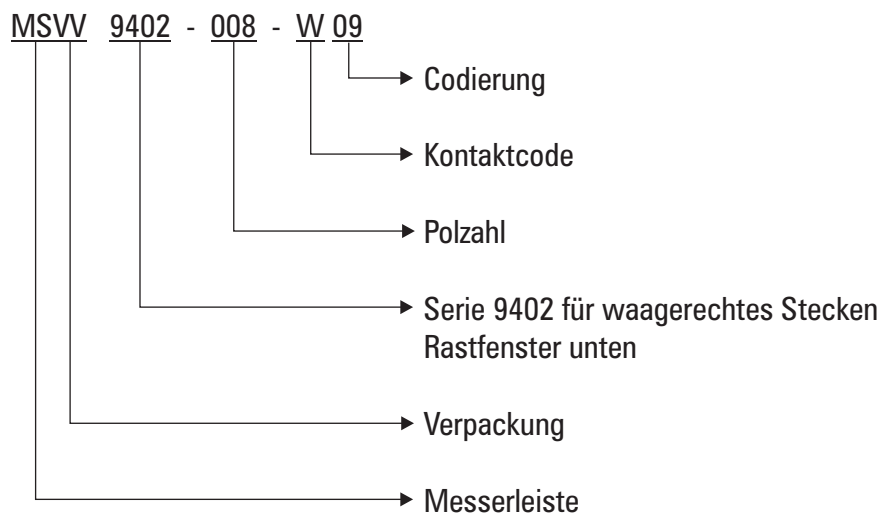 MSVV 9402 - 008 - W 09
Codierung
Kontaktcode
Polzahl
Serie 9402 für waagerechtes Stecken
Rastfenster unten
Verpackung
Messerleiste